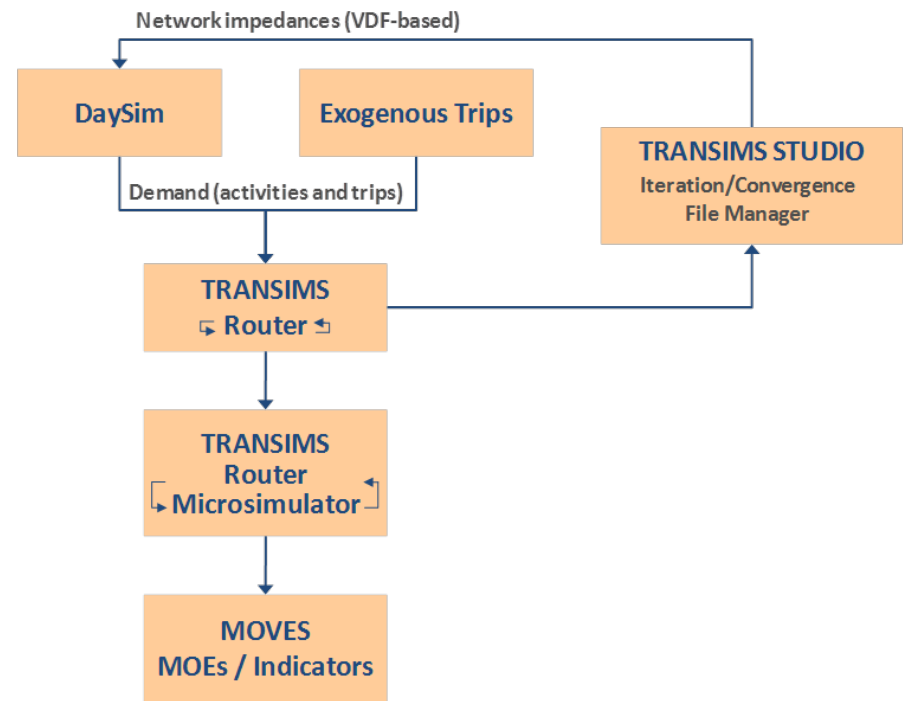 Network impedances (VDF-based)
DaySim
Exogenous Trips
TRANSIMS STUDIO
Iteration/Convergence
File Manager
Demand (activities and trips)
TRANSIMS
Router
TRANSIMS
Router
Microsimulator
MOVES
MOEs / Indicators